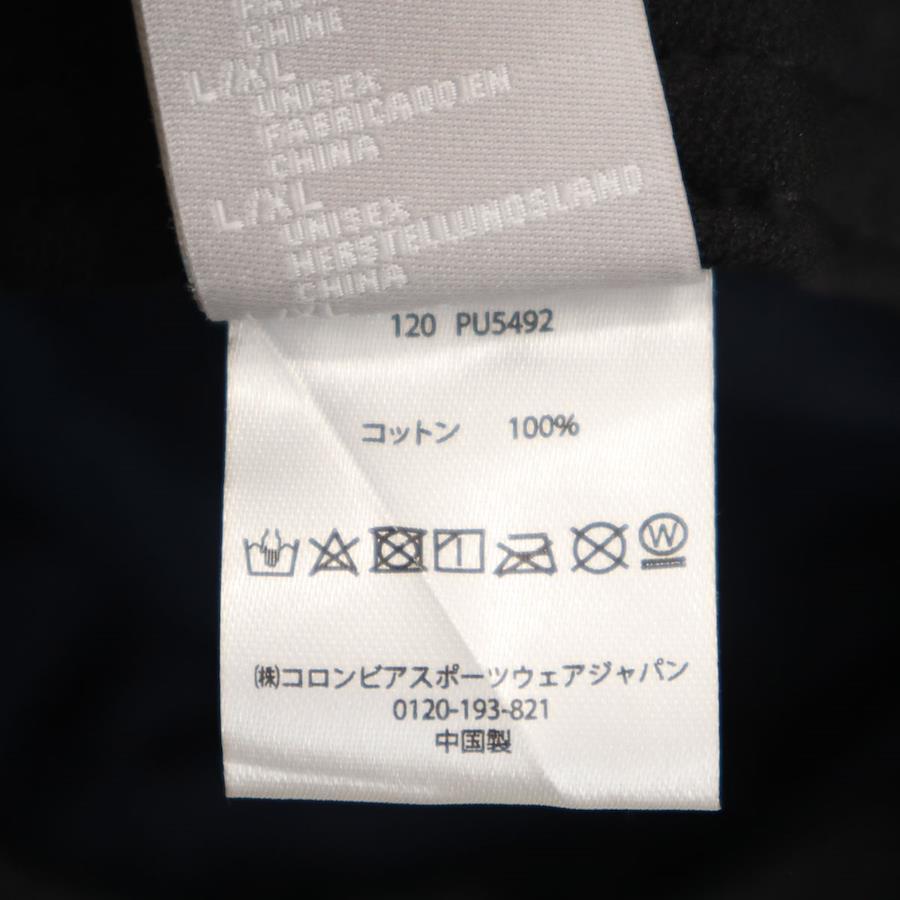 CHINE
L/XL
UNISEX
FABRICADO EN
CHINA
L/XL
UNISEX
HERSTELLUNGSLAND
CHINA
120 PU5492
コットン 100%
W
㈱コロンビアスポーツウェアジャパン
0120-193-821
中国製